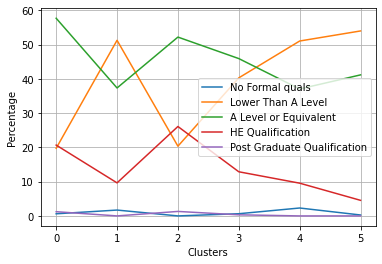 60
50
40
30
20
10
0
Percentage
No Formal quals
Lower Than A Level
A Level or Equivalent
HE Qualification
Post Graduate Qualification
0 1 2 3 4 5
Clusters